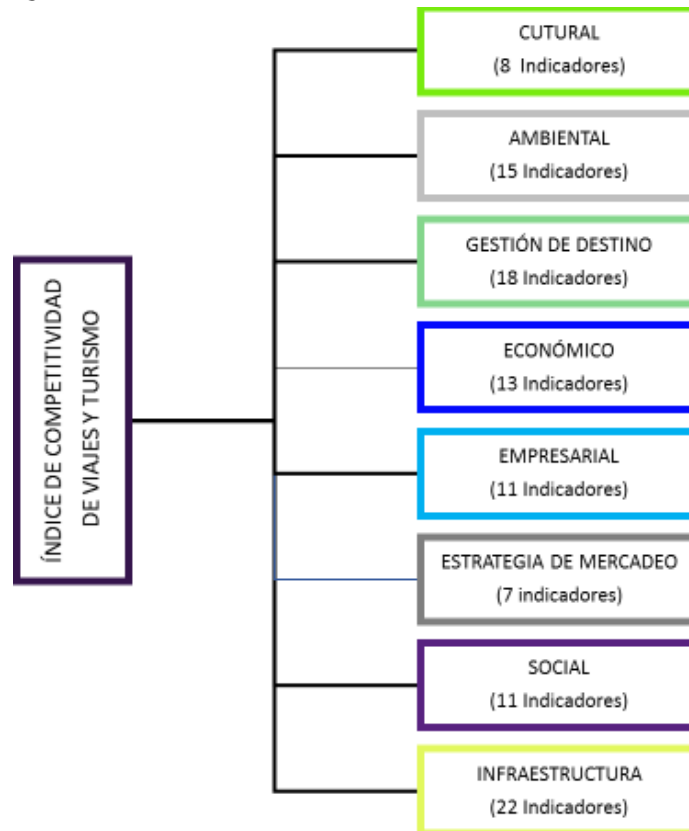 ÍNDICE DE COMPETITIVIDAD
DE VIAJES Y TURISMO
CUTURAL
(8 Indicadores)
AMBIENTAL
(15 Indicadores)
GESTIÓN DE DESTINO
(18 Indicadores)
ECONÓMICO
(13 Indicadores)
EMPRESARIAL
(11 Indicadores)
ESTRATEGIA DE MERCADEO
(7 indicadores)
SOCIAL
(11 Indicadores)
INFRAESTRUCTURA
(22 Indicadores)